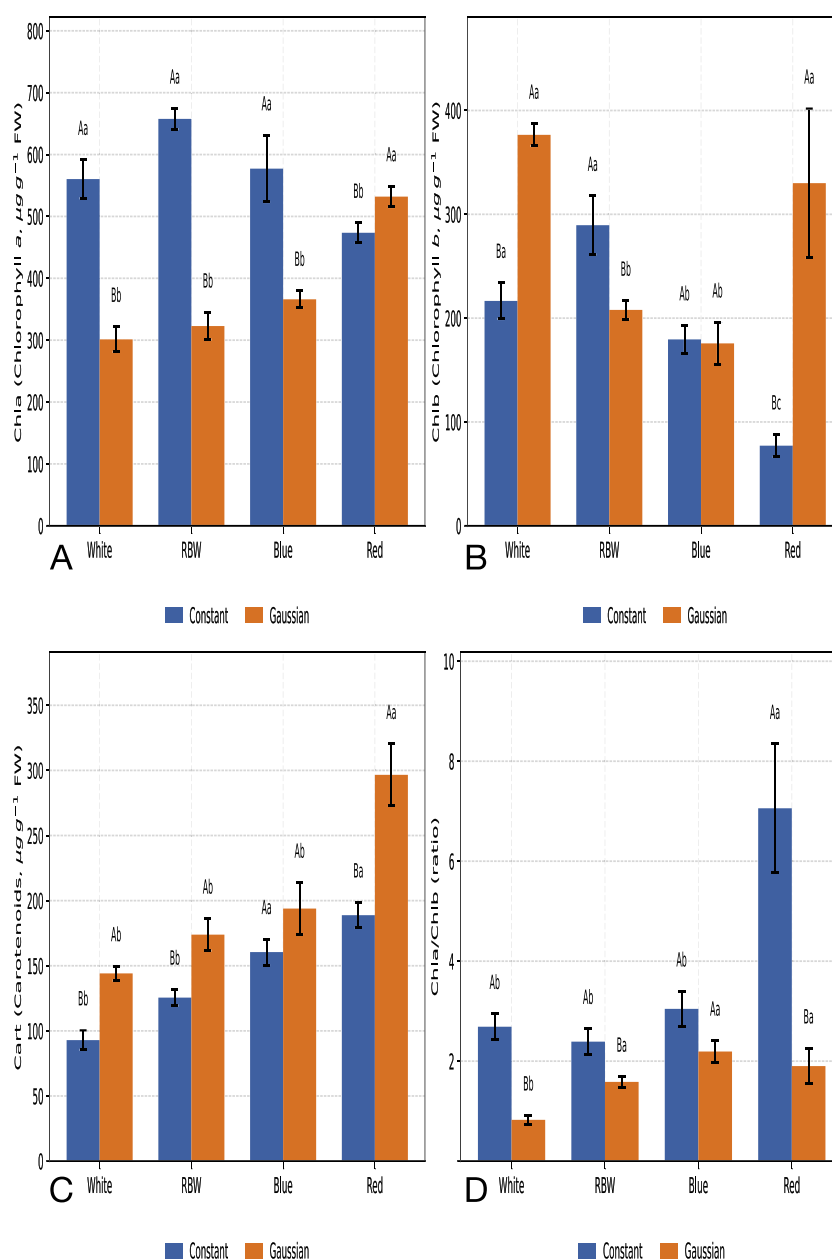 Chla (Chlorophyll a, µg g⁻¹ FW)
800
700
600
500
400
300
200
100
0
Aa
Bb
Aa
Bb
Aa
Bb
Bb
Aa
White RBW Blue Red
A
Constant Gaussian
Chlb (Chlorophyll b, µg g⁻¹ FW)
400
300
200
100
0
Ba
Aa
Aa
Bb
Ab
Ab
Bc
Aa
White RBW Blue Red
B
Constant Gaussian
Cart (Carotenoids, µg g⁻¹ FW)
350
300
250
200
150
100
50
0
Bb
Ab
Bb
Ab
Aa
Ab
Ba
Aa
White RBW Blue Red
C
Constant Gaussian
Chla/Chlb (ratio)
10
8
6
4
2
Ab
Bb
Ab
Ba
Ab
Aa
Aa
Ba
White RBW Blue Red
D
Constant Gaussian